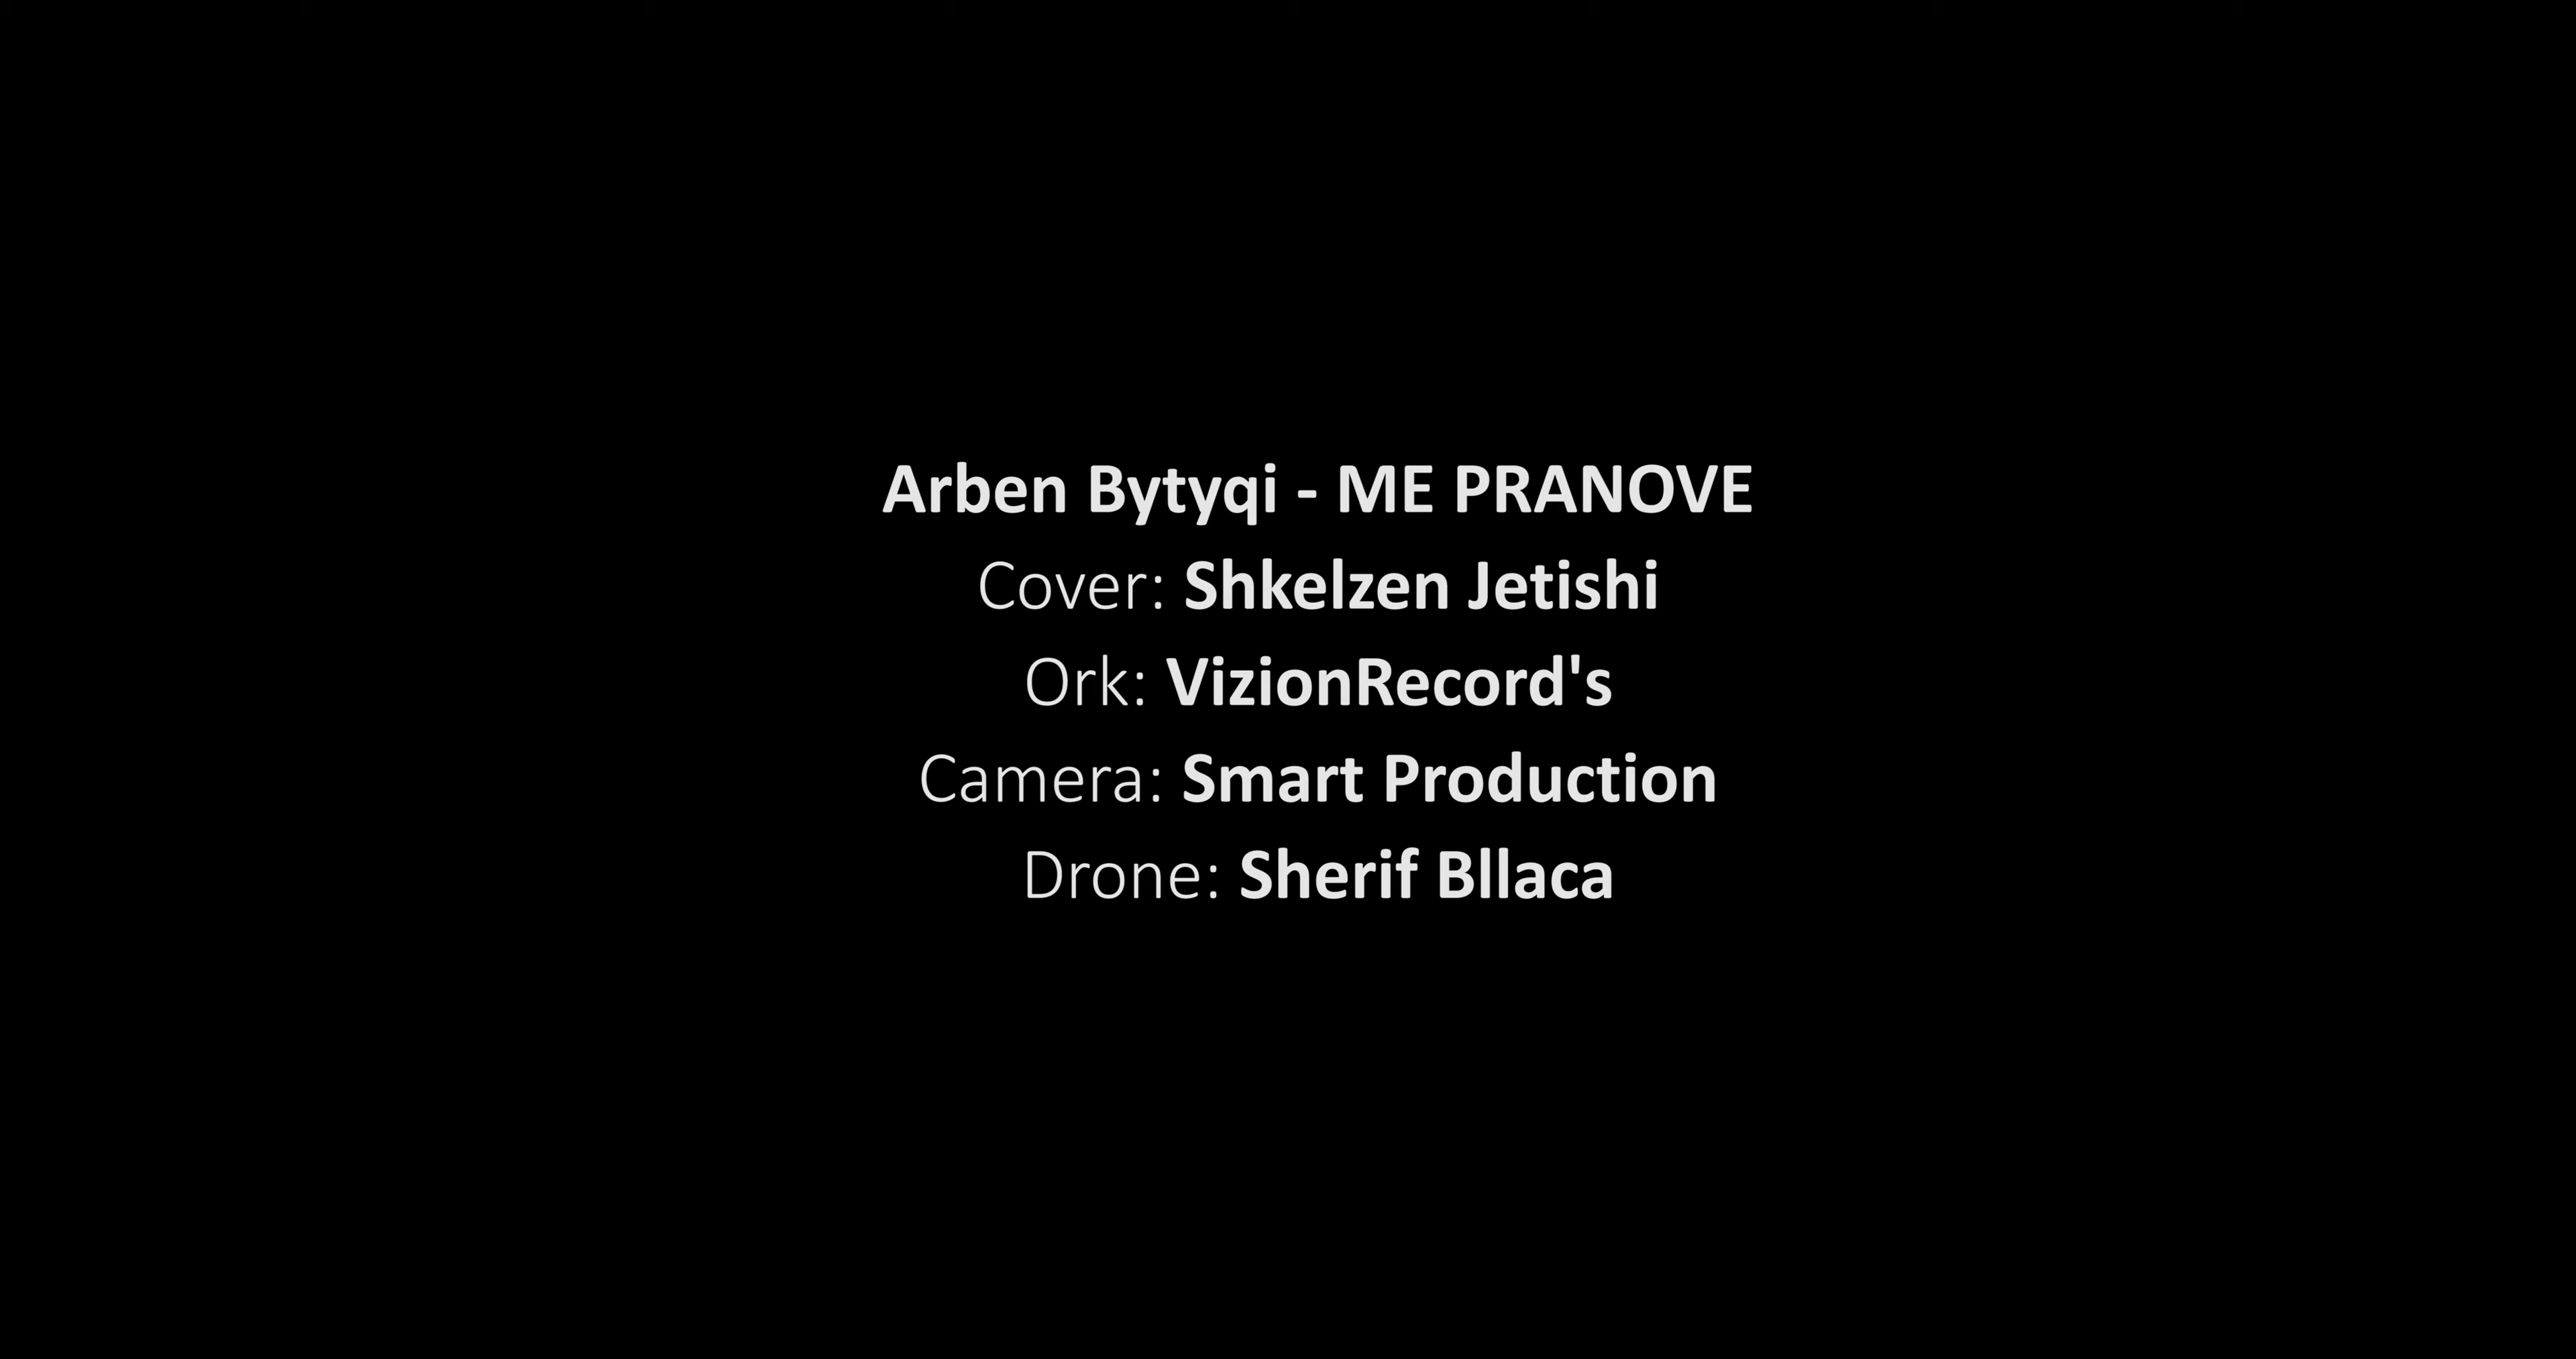 Arben Bytyqi - ME PRANOVE
Cover: Shkelzen Jetishi
Ork: VizionRecord's
Camera: Smart Production
Drone: Sherif Bllaca